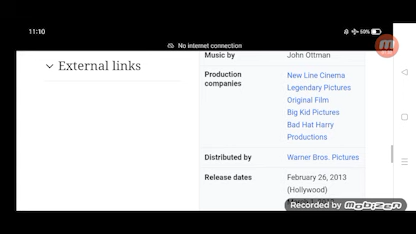 11:10
59%
No internet connection
External links
Music by
John Ottman
Production
companies
New Line Cinema
Legendary Pictures
Original Film
Big Kid Pictures
Bad Hat Harry
Productions
Distributed by
Warner Bros. Pictures
Release dates
February 26, 2013
(Hollywood)
Recorded by Mobizen